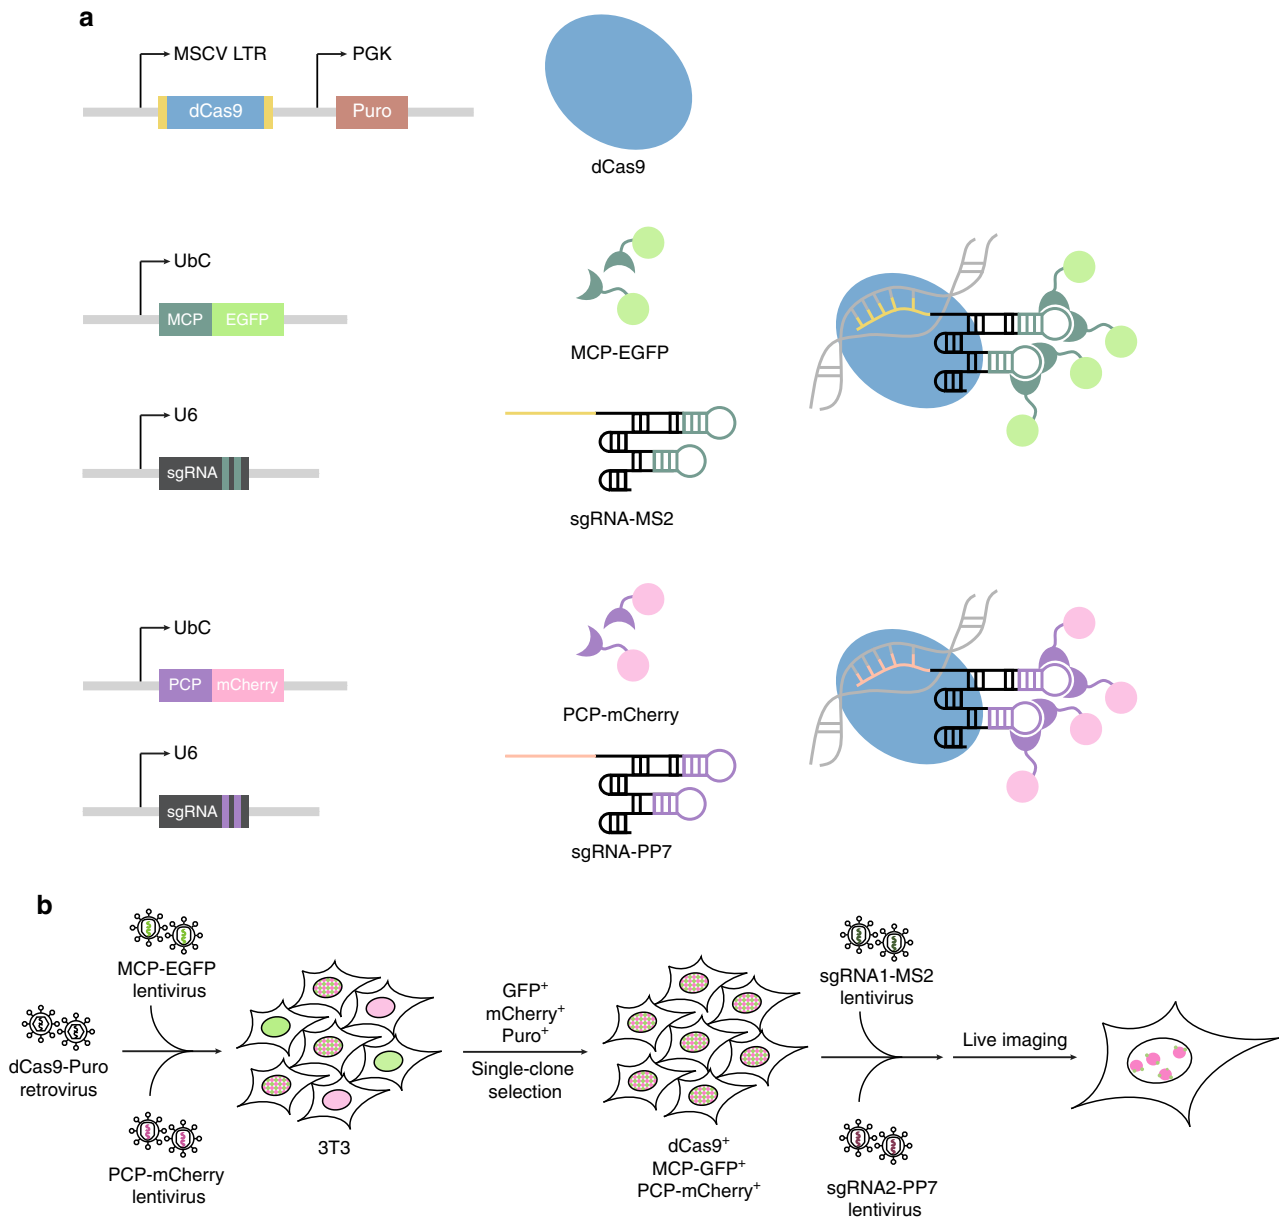 a
MSCV LTR
PGK
dCas9
Puro
dCas9
UbC
MCP
EGFP
MCP-EGFP
U6
sgRNA
sgRNA-MS2
UbC
PCP
mCherry
PCP-mCherry
U6
sgRNA
sgRNA-PP7
b
MCP-EGFP
lentivirus
dCas9-Puro
retrovirus
PCP-mCherry
lentivirus
3T3
GFP⁺
mCherry⁺
Puro⁺
Single-clone
selection
dCas9⁺
MCP-GFP⁺
PCP-mCherry⁺
sgRNA1-MS2
lentivirus
sgRNA2-PP7
lentivirus
Live imaging